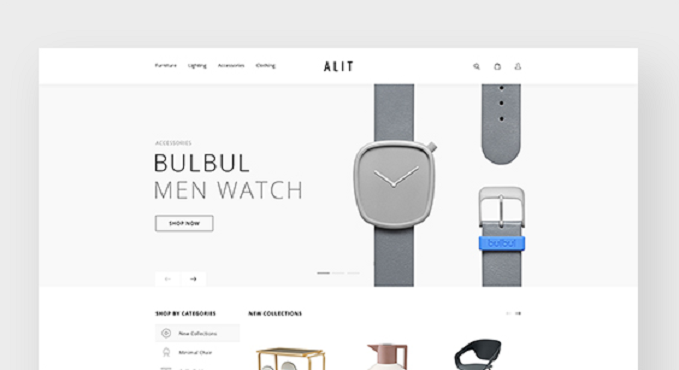 Furniture Lighting Accessories Clothing
ALIT
ACCESSORIES
BULBUL
MEN WATCH
SHOP NOW
bulbul
SHOP BY CATEGORIES
New Collections
Minimal Chair
NEW COLLECTIONS